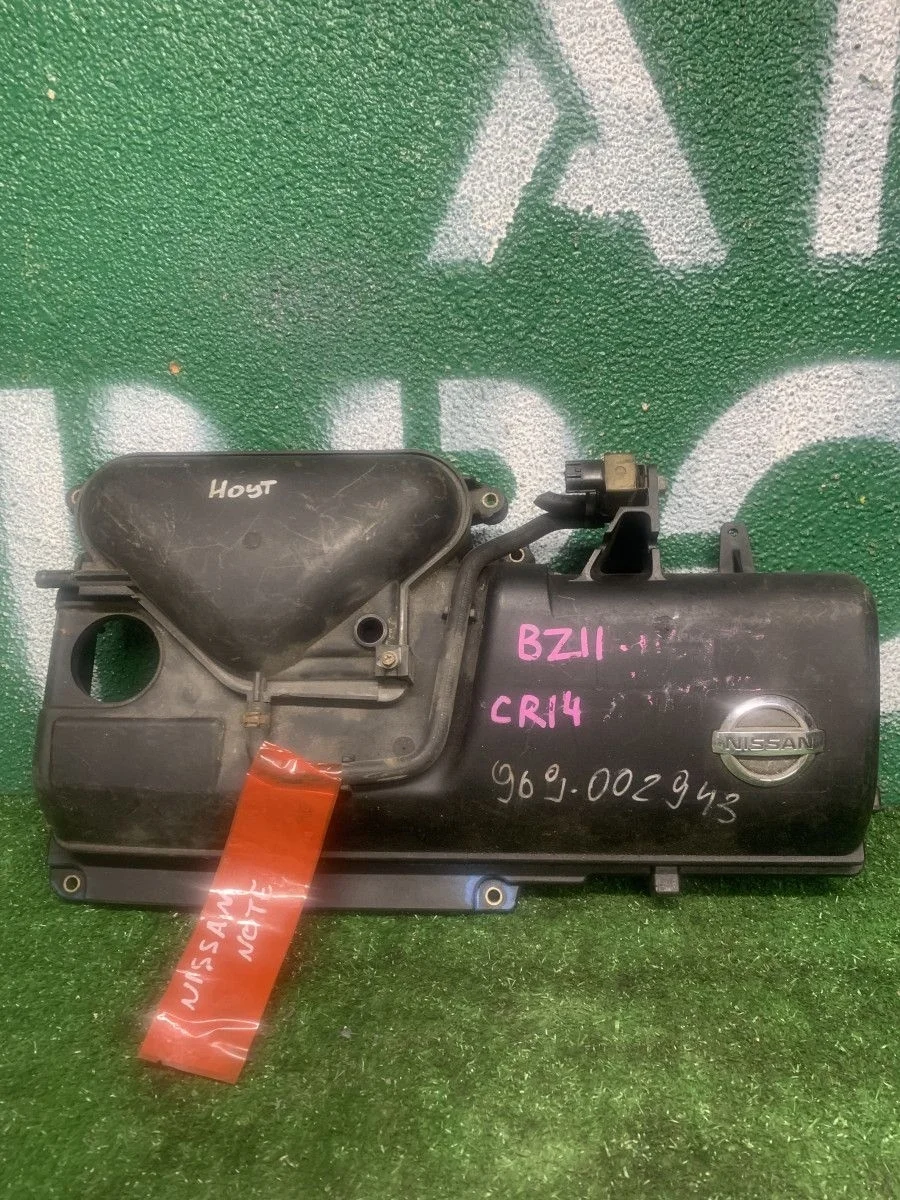 НОУТ
BZ11
CR14
NISSAN
969.002943
NISSAN
NOTE